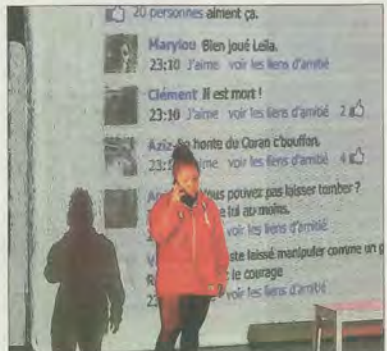 20 personnes aiment ça.
Marylou Bien joué Leïla.
23:10 J'aime voir les liens d'amitié
Clément Il est mort !
23:10 J'aime voir les liens d'amitié 2
Aziz honte du Coran c'bouffon.
voir les liens d'amitié 4
pouvez pas laisser tomber ?
lui au moins.
voir les liens d'amitié
laissé manipuler comme un
le courage
voir les liens d'amitié